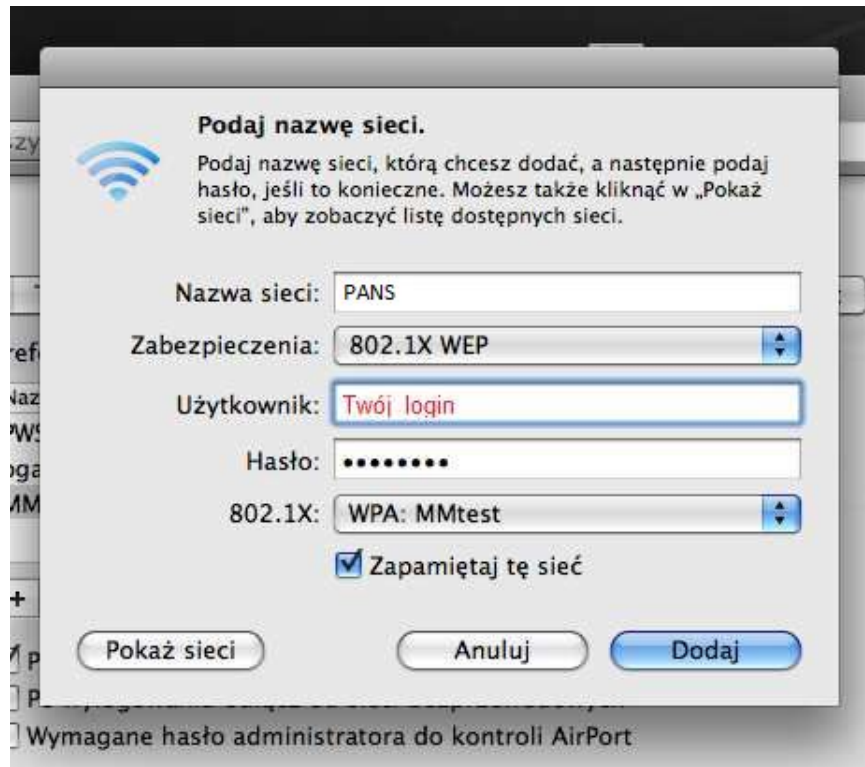 Podaj nazwę sieci.
Podaj nazwę sieci, którą chcesz dodać, a następnie podaj
hasło, jeśli to konieczne. Możesz także kliknąć w „Pokaż
sieci”, aby zobaczyć listę dostępnych sieci.
Nazwa sieci: PANS
Zabezpieczenia: 802.1X WEP
Użytkownik: Twój login
Hasło: ••••••••
802.1X: WPA: MMtest
Zapamiętaj tę sieć
Pokaż sieci Anuluj Dodaj
Wymagane hasło administratora do kontroli AirPort